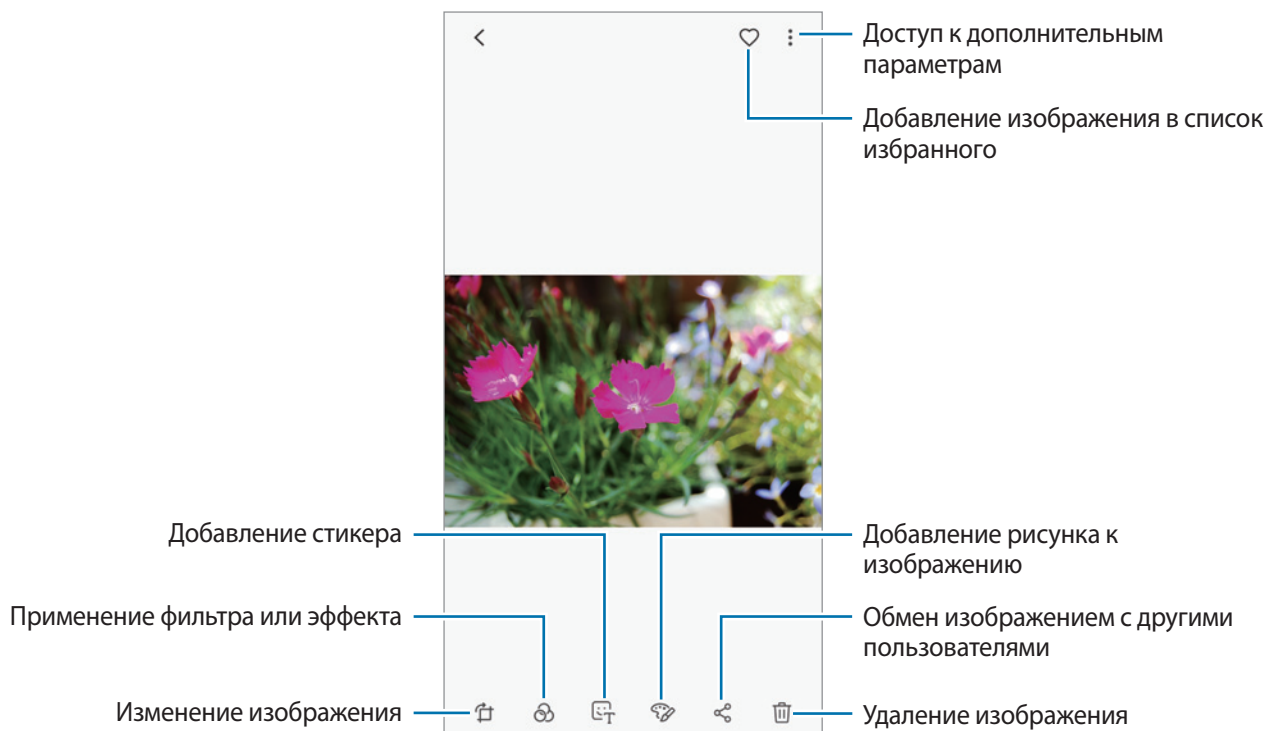 Доступ к дополнительным
параметрам
Добавление изображения в список
избранного
Добавление стикера
Добавление рисунка к
изображению
Применение фильтра или эффекта
Обмен изображением с другими
пользователями
Изменение изображения
Удаление изображения